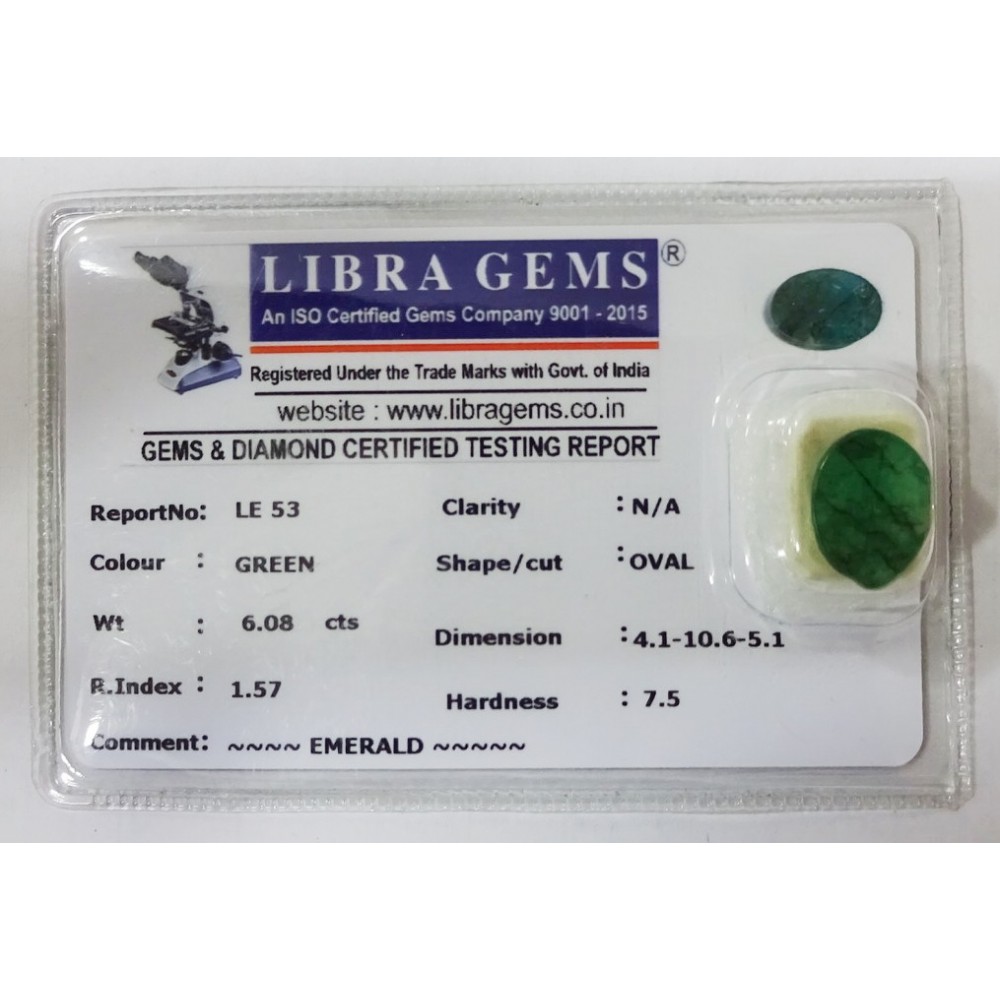 LIBRA GEMS®
An ISO Certified Gems Company 9001 - 2015
Registered Under the Trade Marks with Govt. of India
website : www.libragems.co.in
GEMS & DIAMOND CERTIFIED TESTING REPORT
ReportNo: LE 53 Clarity : N/A
Colour : GREEN Shape/cut : OVAL
Wt : 6.08 cts Dimension : 4.1-10.6-5.1
R.Index : 1.57 Hardness : 7.5
Comment: ~~~~ EMERALD ~~~~~